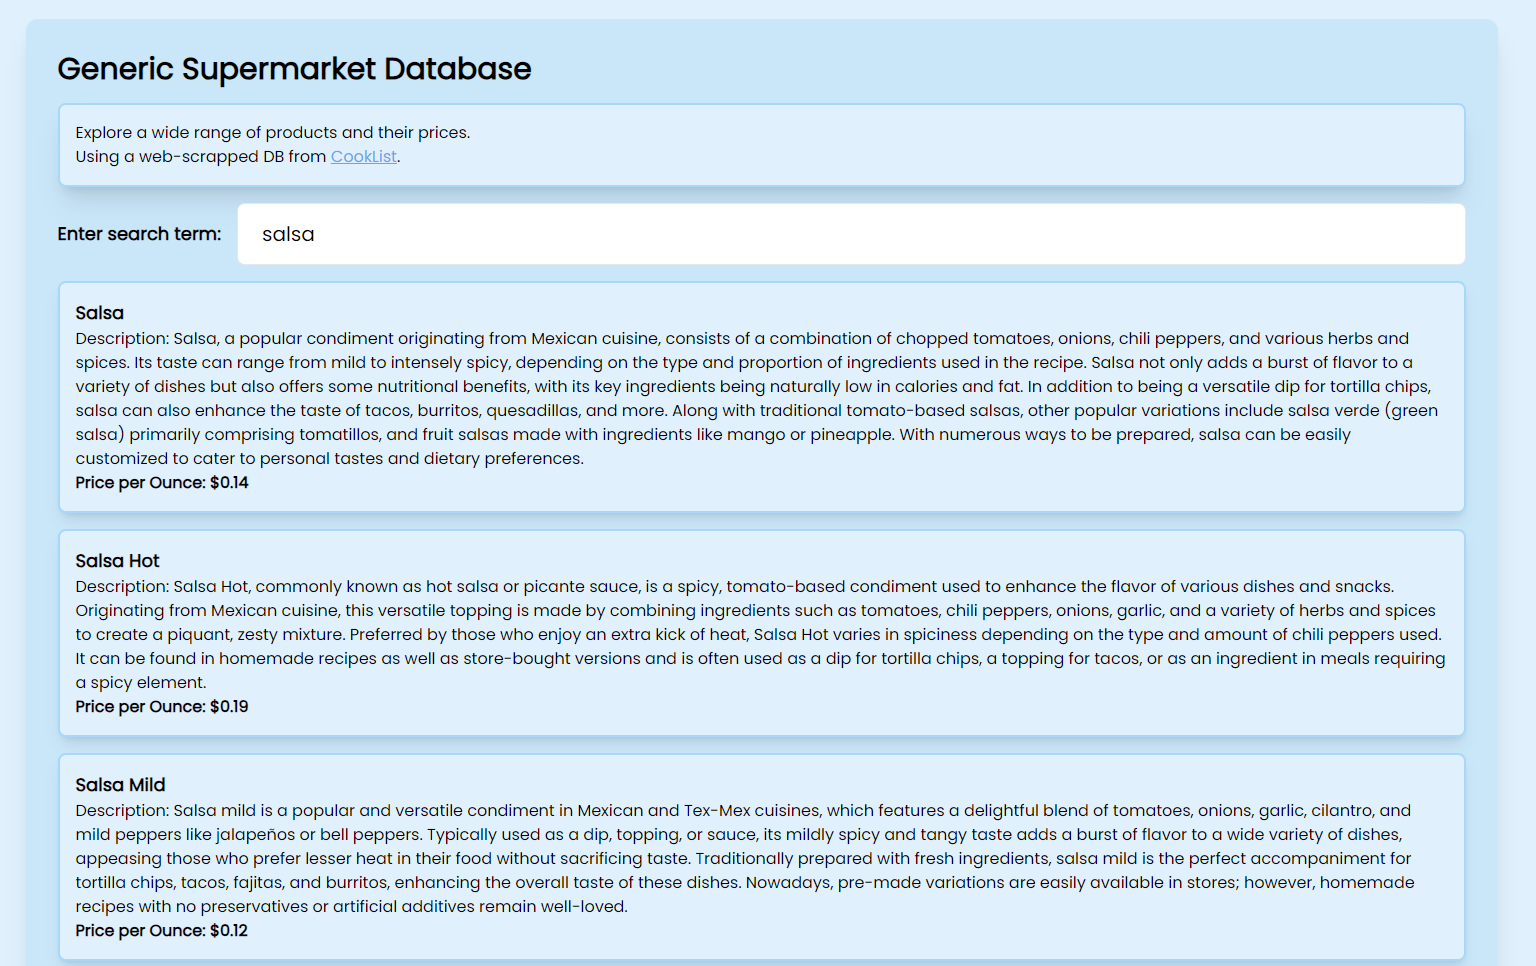 Generic Supermarket Database
Explore a wide range of products and their prices.
Using a web-scrapped DB from CookList.
Enter search term:
salsa
Salsa
Description: Salsa, a popular condiment originating from Mexican cuisine, consists of a combination of chopped tomatoes, onions, chili peppers, and various herbs and
spices. Its taste can range from mild to intensely spicy, depending on the type and proportion of ingredients used in the recipe. Salsa not only adds a burst of flavor to a
variety of dishes but also offers some nutritional benefits, with its key ingredients being naturally low in calories and fat. In addition to being a versatile dip for tortilla chips,
salsa can also enhance the taste of tacos, burritos, quesadillas, and more. Along with traditional tomato-based salsas, other popular variations include salsa verde (green
salsa) primarily comprising tomatillos, and fruit salsas made with ingredients like mango or pineapple. With numerous ways to be prepared, salsa can be easily
customized to cater to personal tastes and dietary preferences.
Price per Ounce: $0.14
Salsa Hot
Description: Salsa Hot, commonly known as hot salsa or picante sauce, is a spicy, tomato-based condiment used to enhance the flavor of various dishes and snacks.
Originating from Mexican cuisine, this versatile topping is made by combining ingredients such as tomatoes, chili peppers, onions, garlic, and a variety of herbs and spices
to create a piquant, zesty mixture. Preferred by those who enjoy an extra kick of heat, Salsa Hot varies in spiciness depending on the type and amount of chili peppers used.
It can be found in homemade recipes as well as store-bought versions and is often used as a dip for tortilla chips, a topping for tacos, or as an ingredient in meals requiring
a spicy element.
Price per Ounce: $0.19
Salsa Mild
Description: Salsa mild is a popular and versatile condiment in Mexican and Tex-Mex cuisines, which features a delightful blend of tomatoes, onions, garlic, cilantro, and
mild peppers like jalapeños or bell peppers. Typically used as a dip, topping, or sauce, its mildly spicy and tangy taste adds a burst of flavor to a wide variety of dishes,
appeasing those who prefer lesser heat in their food without sacrificing taste. Traditionally prepared with fresh ingredients, salsa mild is the perfect accompaniment for
tortilla chips, tacos, fajitas, and burritos, enhancing the overall taste of these dishes. Nowadays, pre-made variations are easily available in stores; however, homemade
recipes with no preservatives or artificial additives remain well-loved.
Price per Ounce: $0.12